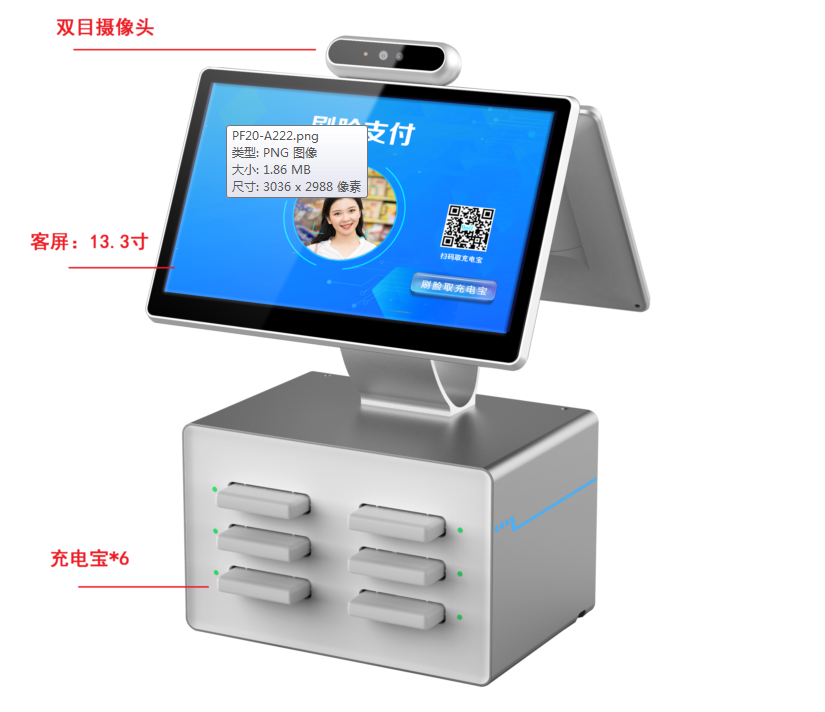 双目摄像头
刷脸支付
PF20-A222.png
类型: PNG 图像
大小: 1.86 MB
尺寸: 3036 x 2988 像素
客屏：13.3寸
扫码取充电宝
刷脸取充电宝
充电宝*6